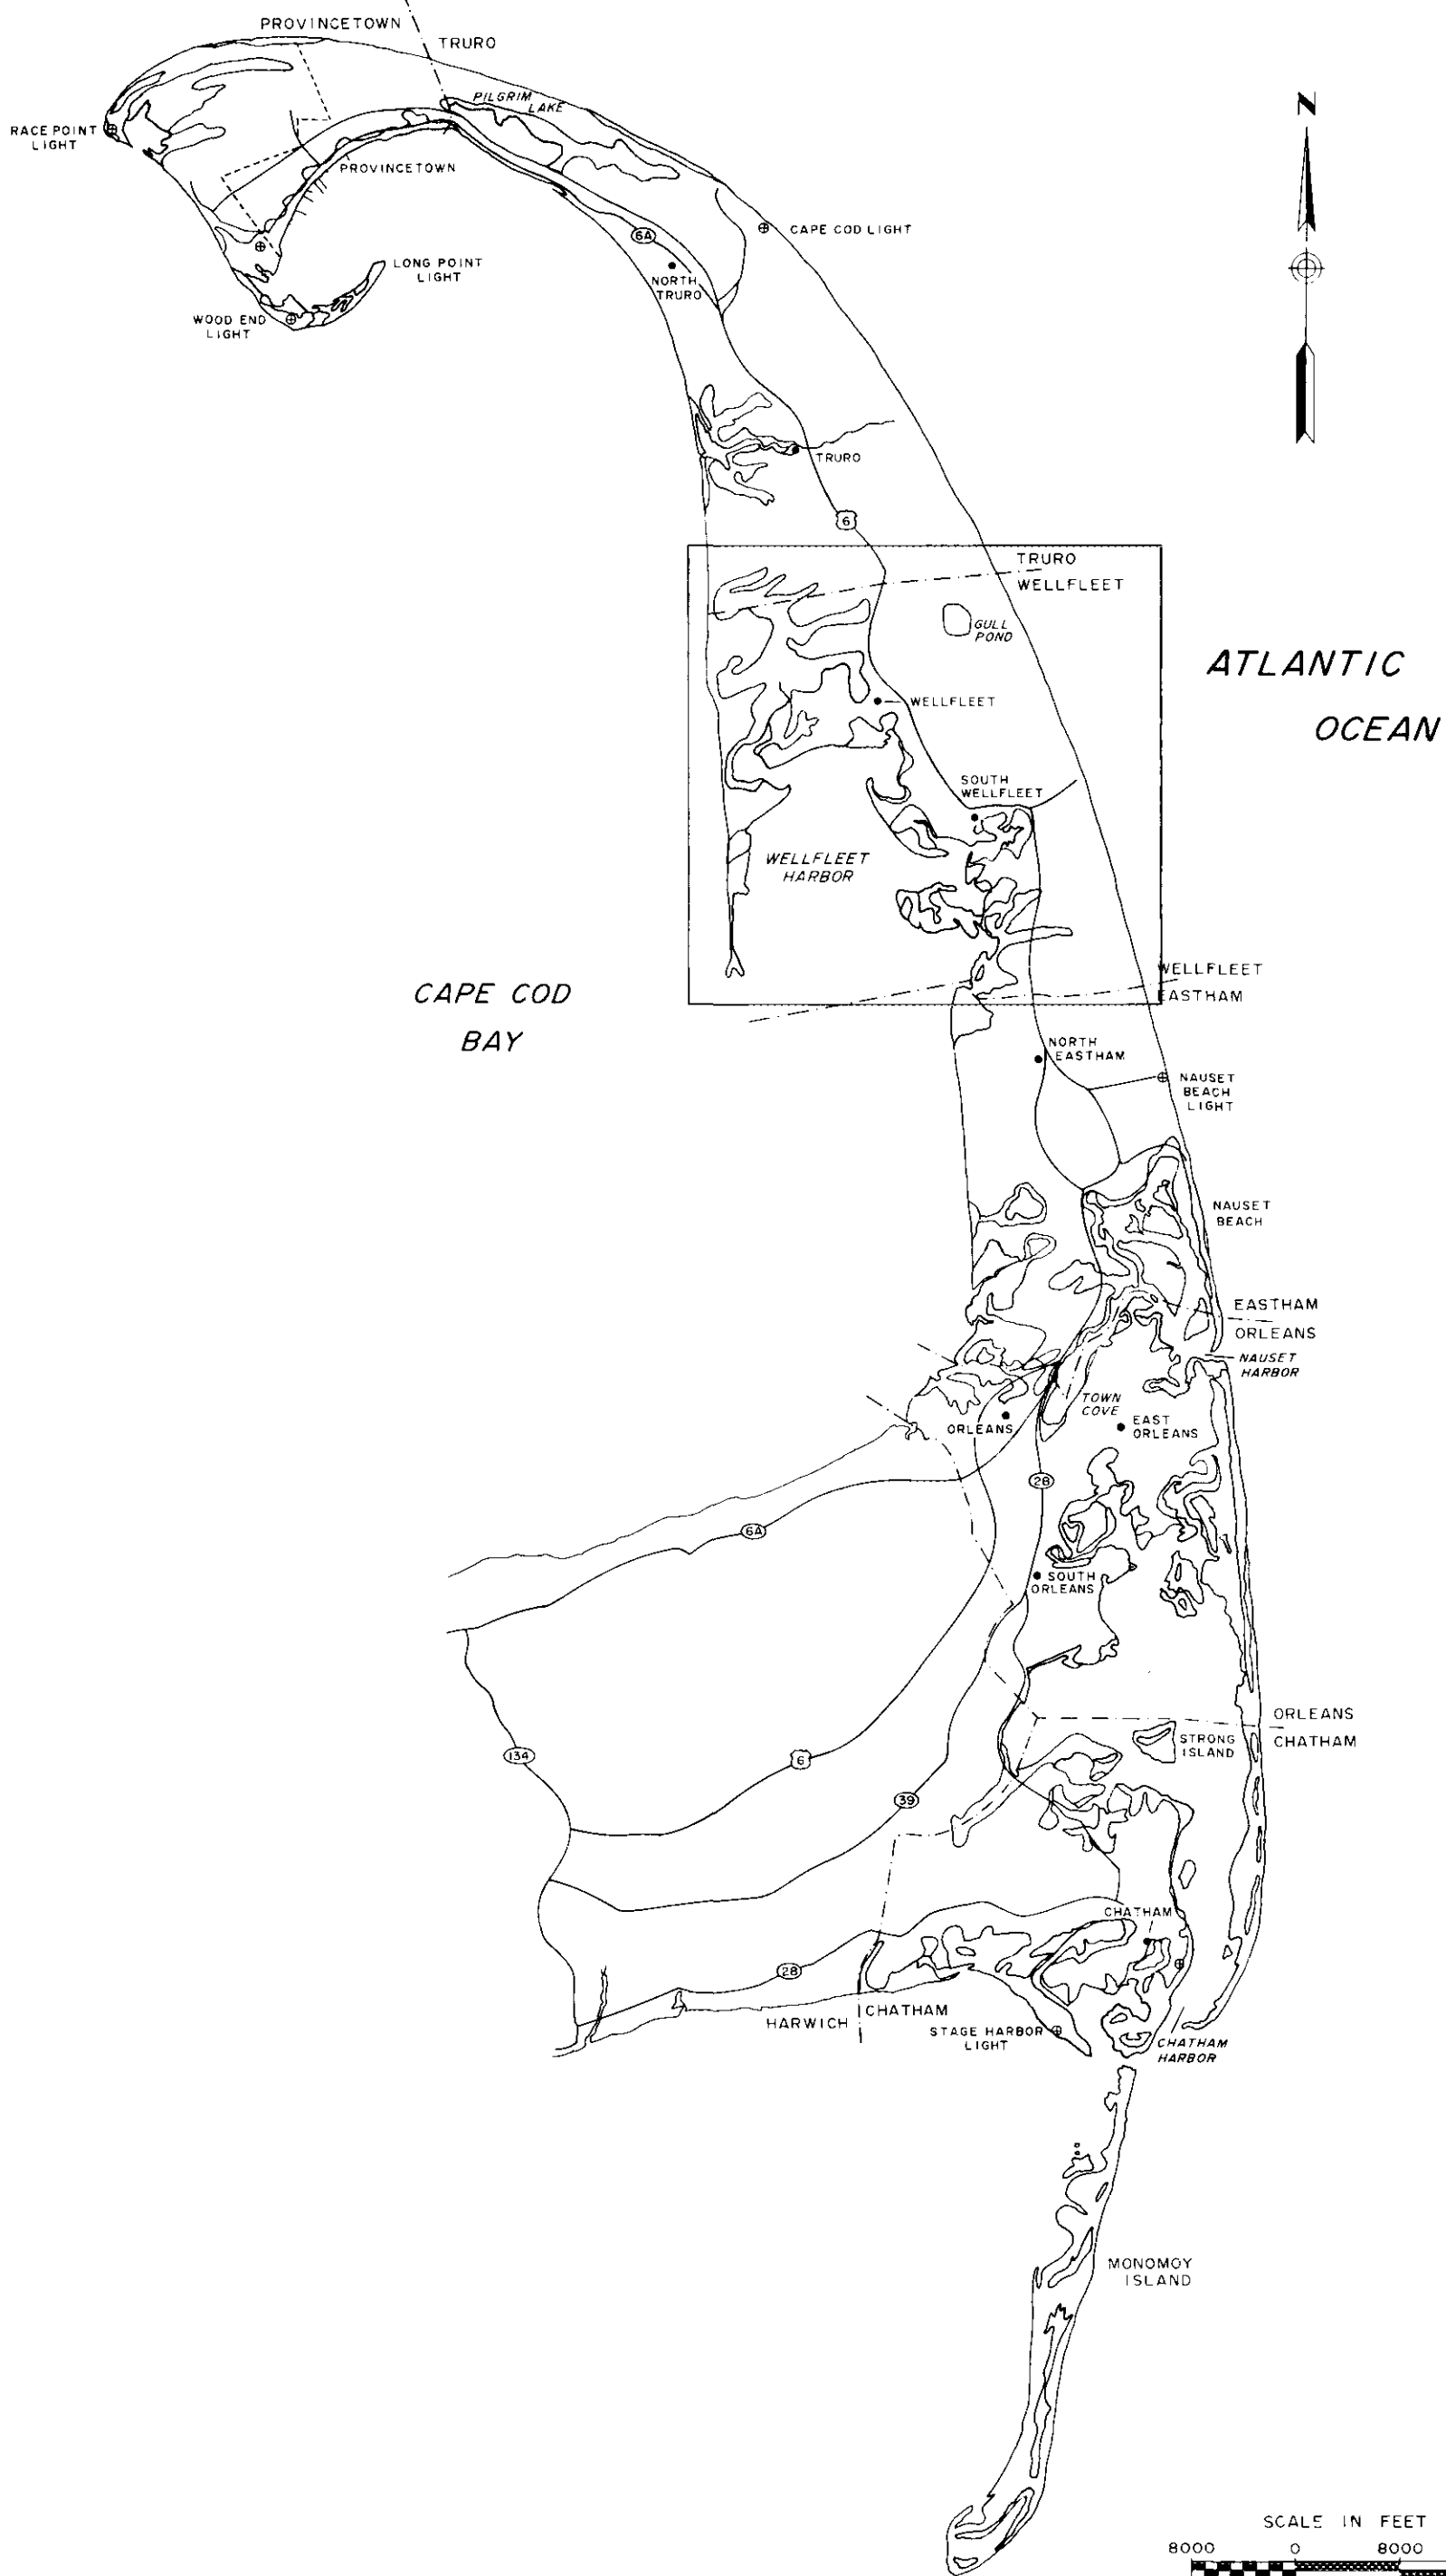 PROVINCETOWN
TRURO
PILGRIM
LAKE
RACE POINT
LIGHT
PROVINCETOWN
CAPE COD LIGHT
6A
LONG POINT
LIGHT
NORTH
TRURO
WOOD END
LIGHT
N
TRURO
6
TRURO
WELLFLEET
GULL
POND
ATLANTIC
OCEAN
WELLFLEET
SOUTH
WELLFLEET
WELLFLEET
HARBOR
CAPE COD
BAY
WELLFLEET
EASTHAM
NORTH
EASTHAM
NAUSET
BEACH
LIGHT
NAUSET
BEACH
EASTHAM
ORLEANS
NAUSET
HARBOR
TOWN
COVE
ORLEANS
EAST
ORLEANS
28
6A
SOUTH
ORLEANS
ORLEANS
CHATHAM
STRONG
ISLAND
134
6
39
CHATHAM
28
HARWICH
CHATHAM
STAGE HARBOR
LIGHT
CHATHAM
HARBOR
MONOMOY
ISLAND
SCALE IN FEET
8000 0 8000